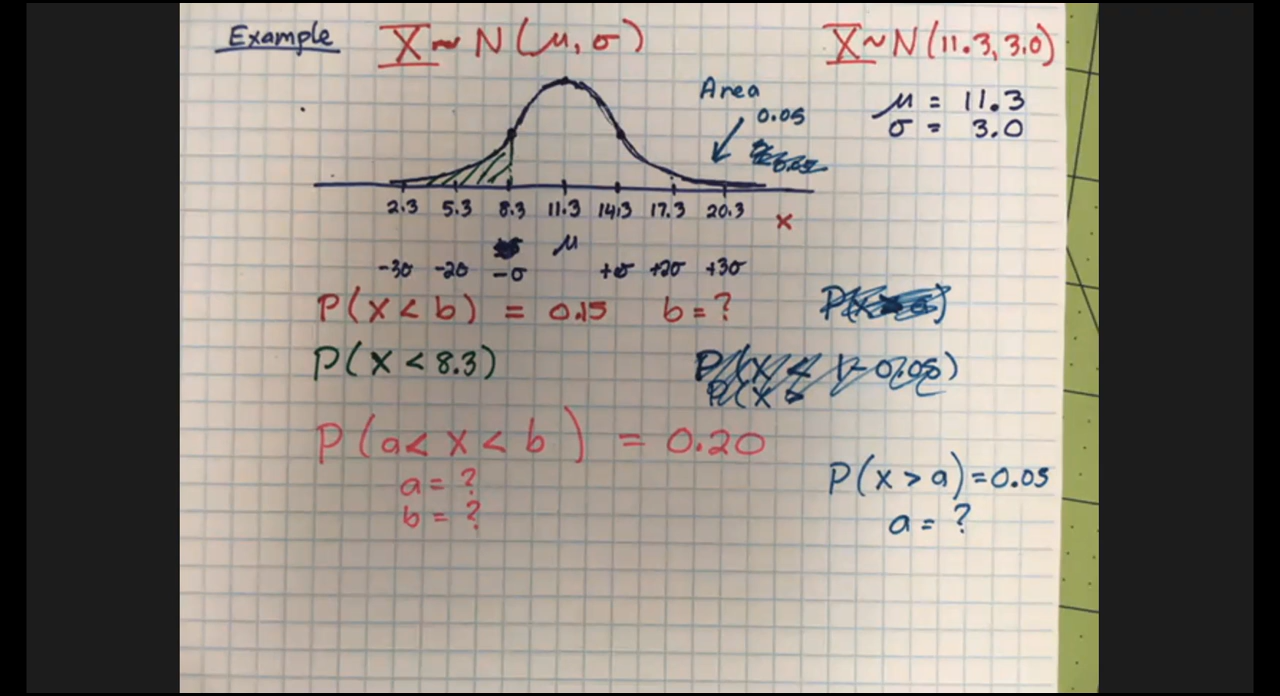 Example X ~ N(μ, σ) X ~ N(11.3, 3.0)
Area
0.05
μ = 11.3
σ = 3.0
2.3 5.3 8.3 11.3 14.3 17.3 20.3 x
μ
-3σ -2σ -σ +σ +2σ +3σ
P(x < b) = 0.15 b = ?
P(x < 8.3)
P(a < x < b) = 0.20
a = ?
b = ?
P(x > a) = 0.05
a = ?